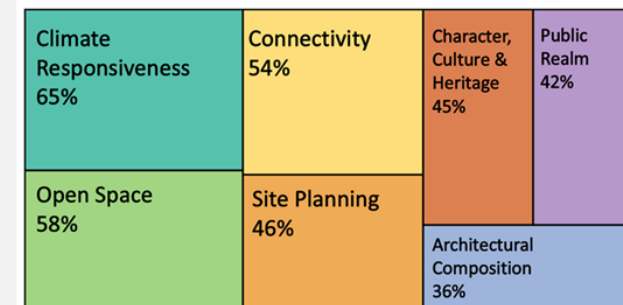 Climate
Responsiveness
65%
Connectivity
54%
Character,
Culture &
Heritage
45%
Public
Realm
42%
Open Space
58%
Site Planning
46%
Architectural
Composition
36%